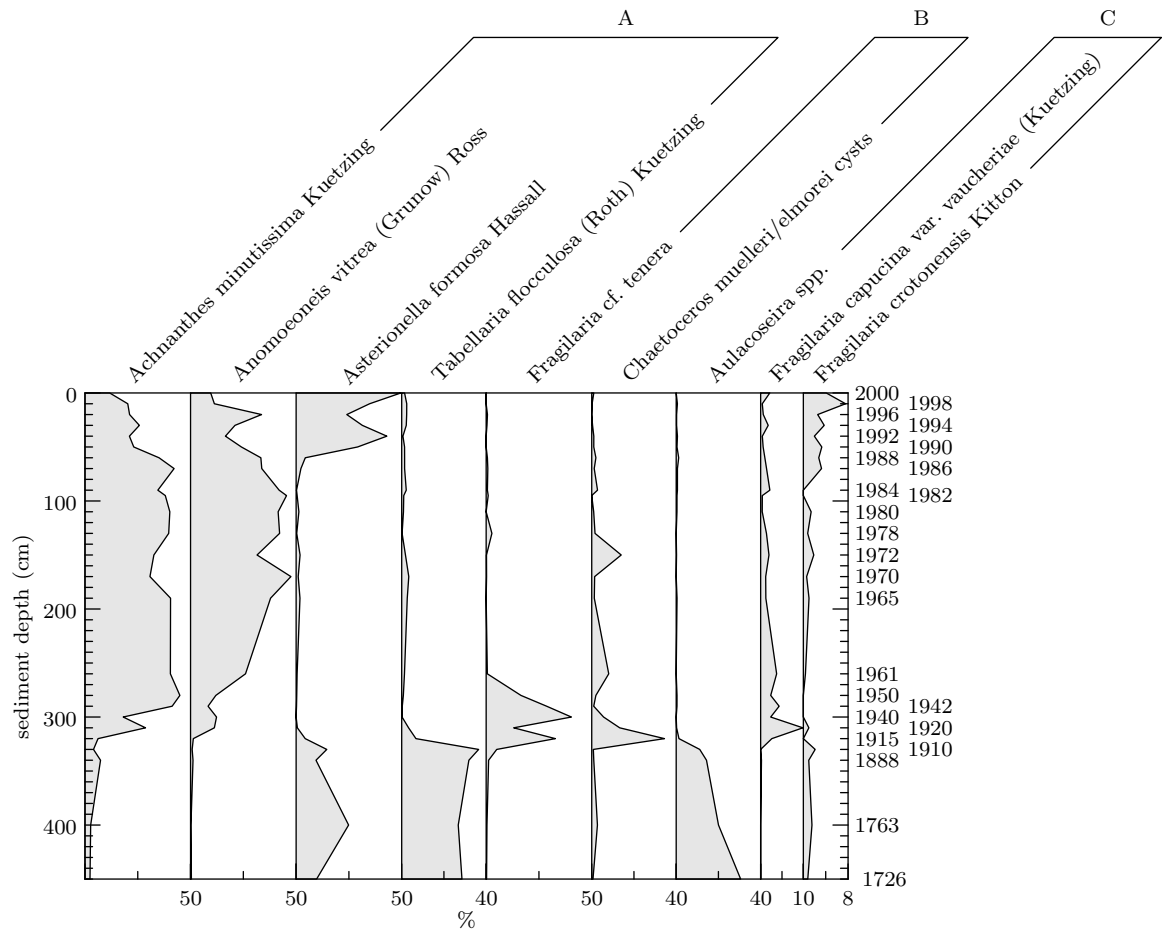 A
B
C
Achnanthes minutissima Kuetzing
Anomoeoneis vitrea (Grunow) Ross
Asterionella formosa Hassall
Tabellaria flocculosa (Roth) Kuetzing
Fragilaria cf. tenera
Chaetoceros muelleri/elmorei cysts
Aulacoseira spp.
Fragilaria capucina var. vaucheriae (Kuetzing)
Fragilaria crotonensis Kitton
sediment depth (cm)
0
100
200
300
400
2000
1998
1996
1994
1992
1990
1988
1986
1984
1982
1980
1978
1972
1970
1965
1961
1950
1942
1940
1920
1915
1910
1888
1763
1726
50 50 50 40 50 40 40 10 8
%